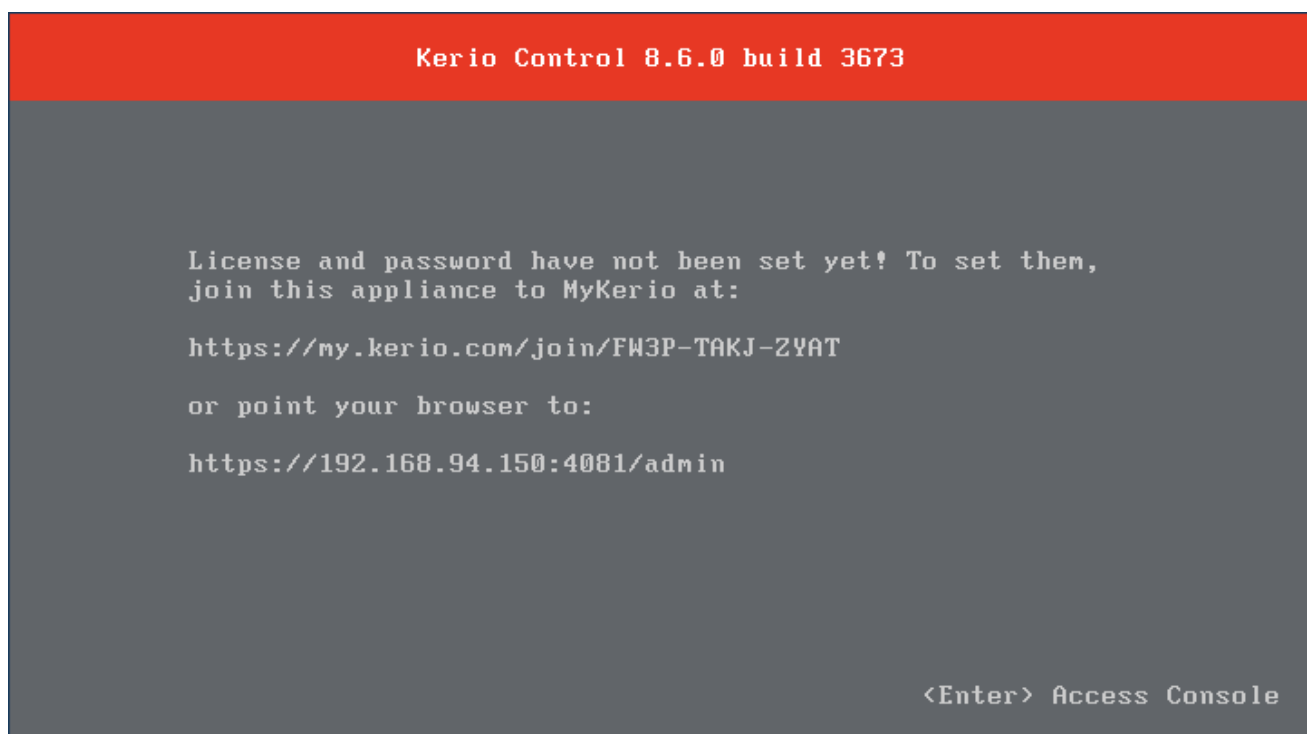 Kerio Control 8.6.0 build 3673
License and password have not been set yet! To set them,
join this appliance to MyKerio at:
https://my.kerio.com/join/FW3P-TAKJ-ZYAT
or point your browser to:
https://192.168.94.150:4081/admin
<Enter> Access Console